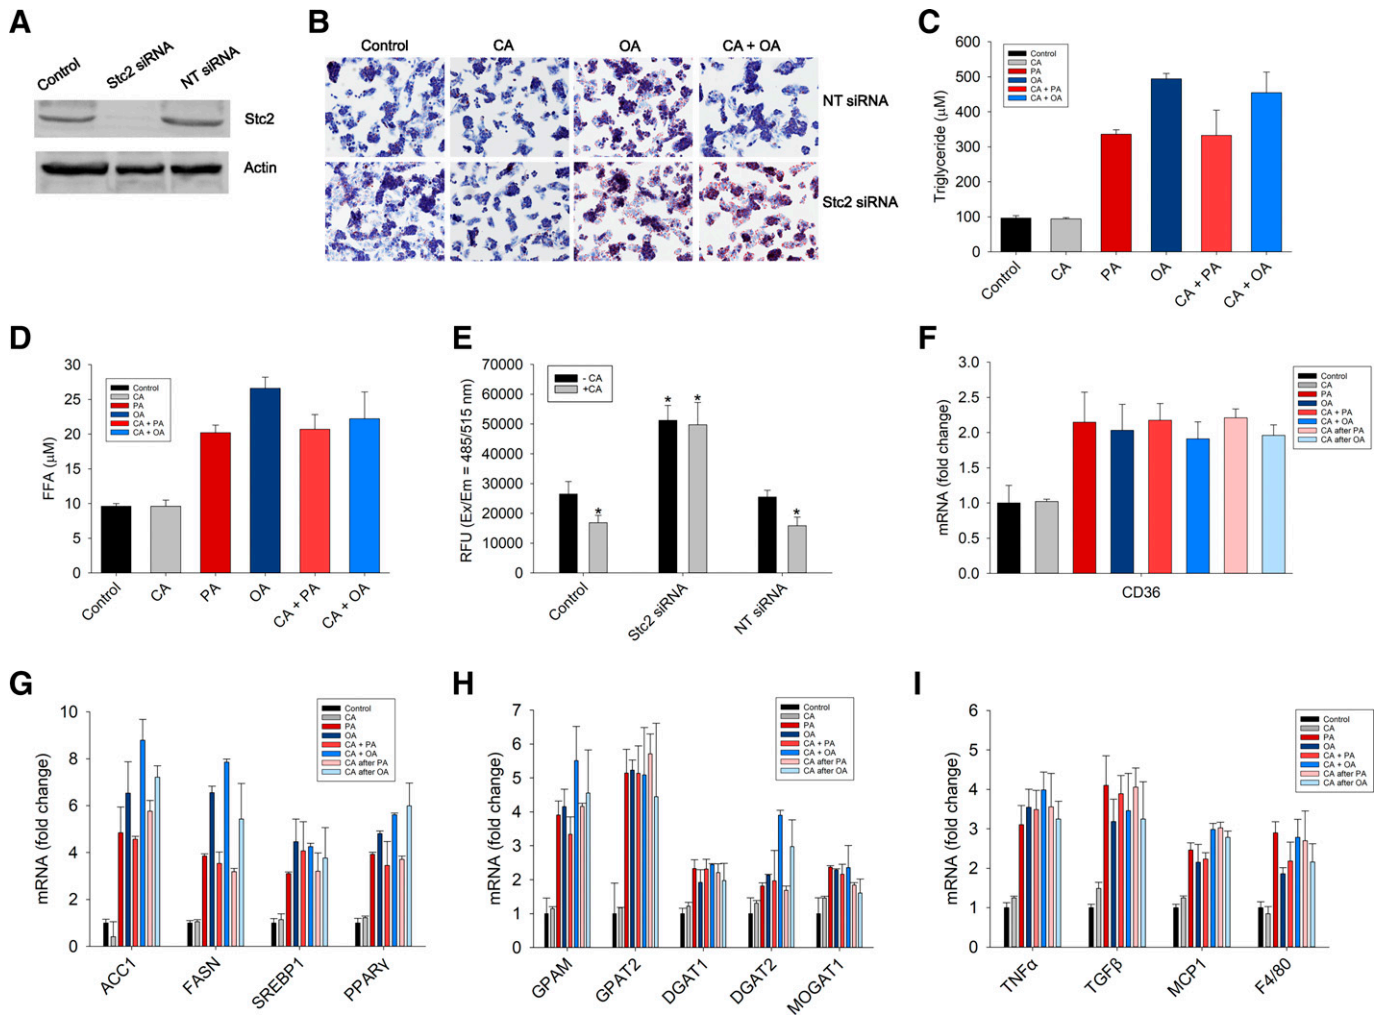 A
Control
Stc2 siRNA
NT siRNA
Stc2
Actin
B
Control
CA
OA
CA + OA
NT siRNA
Stc2 siRNA
C
Triglyceride (μM)
600
500
400
300
200
100
0
Control
CA
PA
OA
CA + PA
CA + OA
Control
CA
PA
OA
CA + PA
CA + OA
D
FFA (μM)
30
25
20
15
10
5
0
Control
CA
PA
OA
CA + PA
CA + OA
Control
CA
PA
OA
CA + PA
CA + OA
E
RFU (Ex/Em = 485/515 nm)
70000
60000
50000
40000
30000
20000
10000
0
- CA
+CA
*
*
*
*
Control
Stc2 siRNA
NT siRNA
F
mRNA (fold change)
3.0
2.5
2.0
1.5
1.0
0.5
0.0
Control
CA
PA
OA
CA + PA
CA + OA
CA after PA
CA after OA
CD36
G
mRNA (fold change)
10
8
6
4
2
0
Control
CA
PA
OA
CA + PA
CA + OA
CA after PA
CA after OA
ACC1
FASN
SREBP1
PPARγ
H
mRNA (fold change)
7
6
5
4
3
2
1
0
Control
CA
PA
OA
CA + PA
CA + OA
CA after PA
CA after OA
GPAM
GPAT2
DGAT1
DGAT2
MOGAT1
I
mRNA (fold change)
6
5
4
3
2
1
0
Control
CA
PA
OA
CA + PA
CA + OA
CA after PA
CA after OA
TNFα
TGFβ
MCP1
F4/80